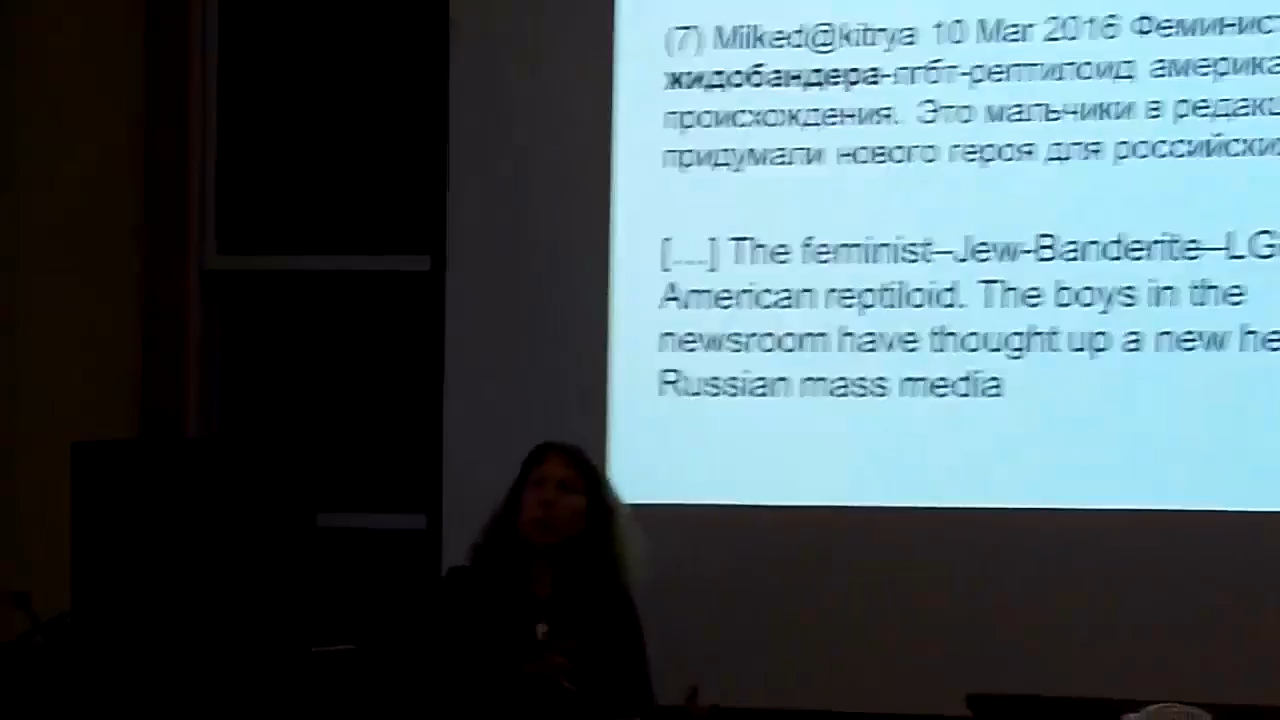 (7) Milked@kitrya 10 Mar 2016 Феминис
жидобандера-лгбт-рептилоид америка
происхождения. Это мальчики в редак
придумали нового героя для российски
[....] The feminist–Jew-Banderite–LG
American reptiloid. The boys in the
newsroom have thought up a new he
Russian mass media